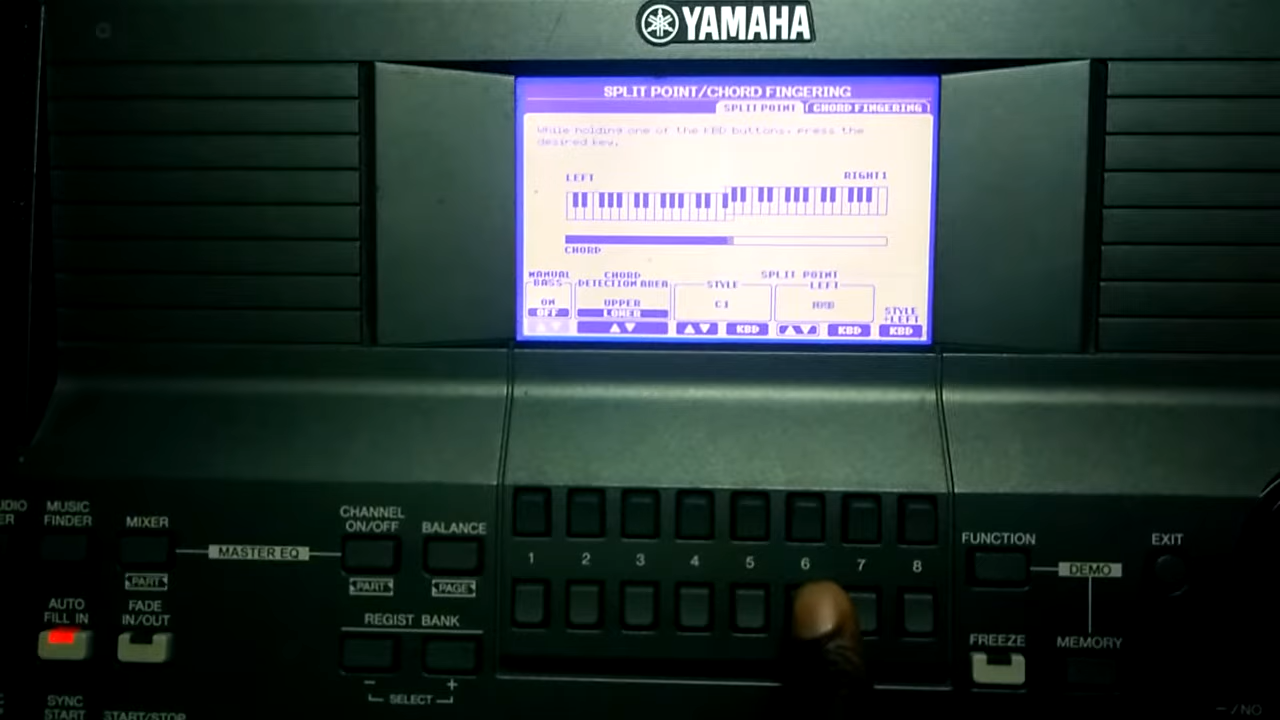 YAMAHA
SPLIT POINT/CHORD FINGERING
SPLIT POINT CHORD FINGERING
While holding one of the KBD buttons, press the
desired key.
LEFT RIGHT1
CHORD
MANUAL BASS
ON
OFF
CHORD DETECTION AREA
UPPER
LOWER
SPLIT POINT
STYLE
C1
LEFT
STYLE +LEFT
▲▼ ▲▼ ▲▼ KBD ▲▼ KBD KBD
MUSIC
FINDER
MIXER
PART
MASTER EQ
CHANNEL
ON/OFF
PART
BALANCE
PAGE
1 2 3 4 5 6 7 8
FUNCTION
DEMO
EXIT
AUTO
FILL IN
FADE
IN/OUT
REGIST BANK
- SELECT +
FREEZE
MEMORY
SYNC
START
START/STOP
-/NO